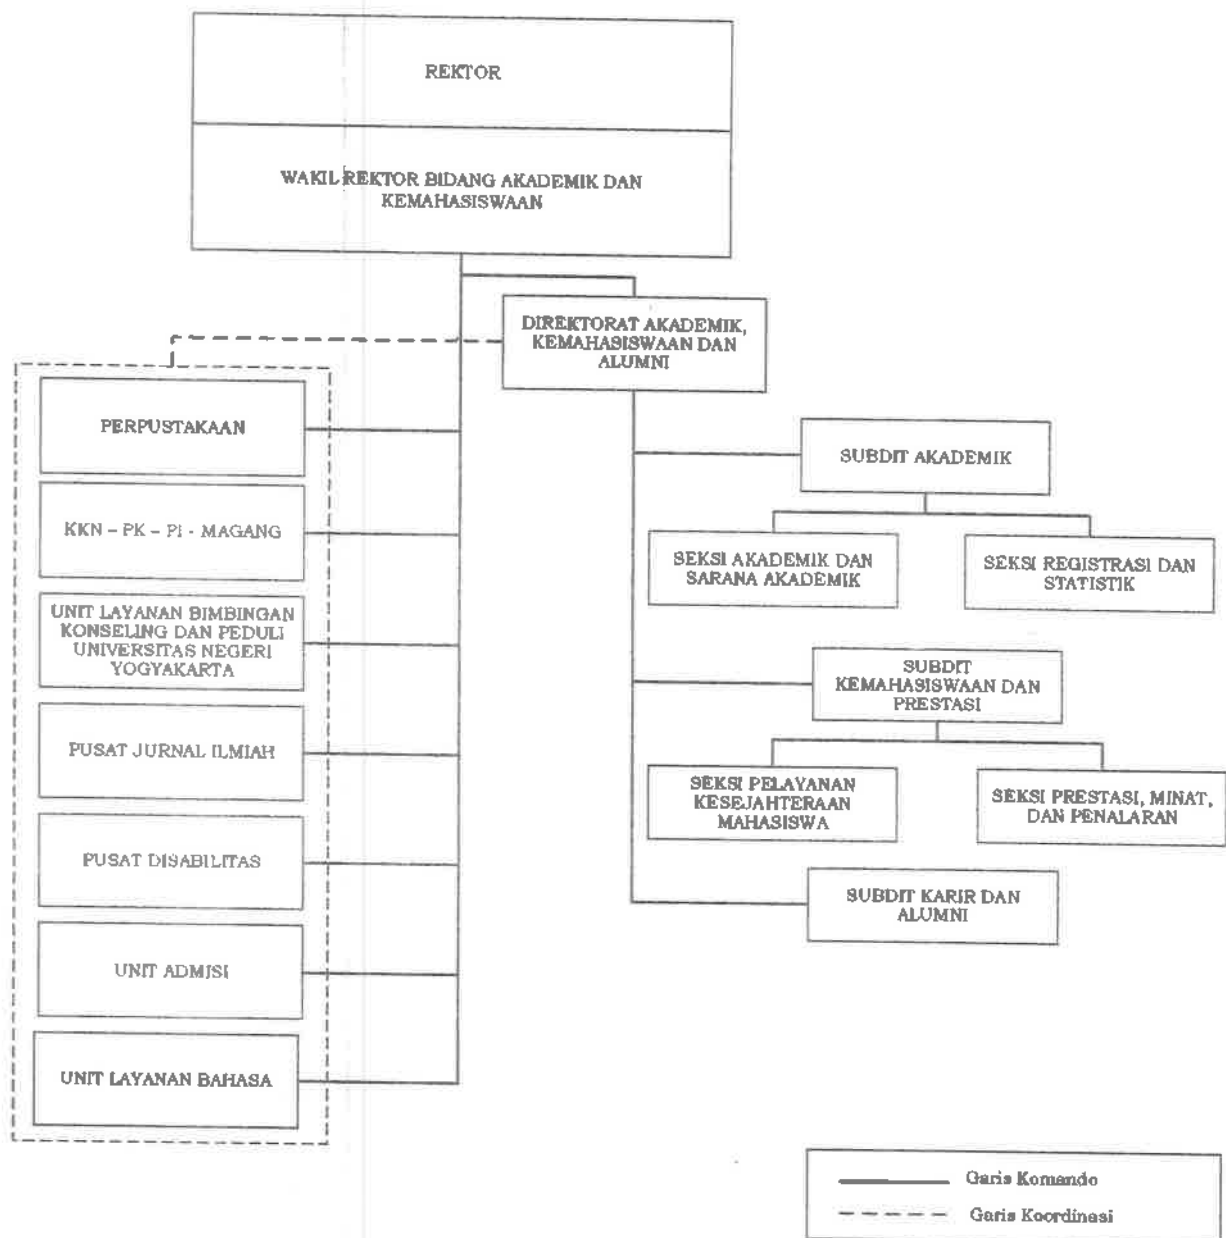 REKTOR
WAKIL REKTOR BIDANG AKADEMIK DAN
KEMAHASISWAAN
DIREKTORAT AKADEMIK,
KEMAHASISWAAN DAN
ALUMNI
PERPUSTAKAAN
KKN – PK – PI - MAGANG
UNIT LAYANAN BIMBINGAN
KONSELING DAN PEDULI
UNIVERSITAS NEGERI
YOGYAKARTA
PUSAT JURNAL ILMIAH
PUSAT DISABILITAS
UNIT ADMISI
UNIT LAYANAN BAHASA
SUBDIT AKADEMIK
SEKSI AKADEMIK DAN
SARANA AKADEMIK
SEKSI REGISTRASI DAN
STATISTIK
SUBDIT
KEMAHASISWAAN DAN
PRESTASI
SEKSI PELAYANAN
KESEJAHTERAAN
MAHASISWA
SEKSI PRESTASI, MINAT,
DAN PENALARAN
SUBDIT KARIR DAN
ALUMNI
Garis Komando
Garis Koordinasi